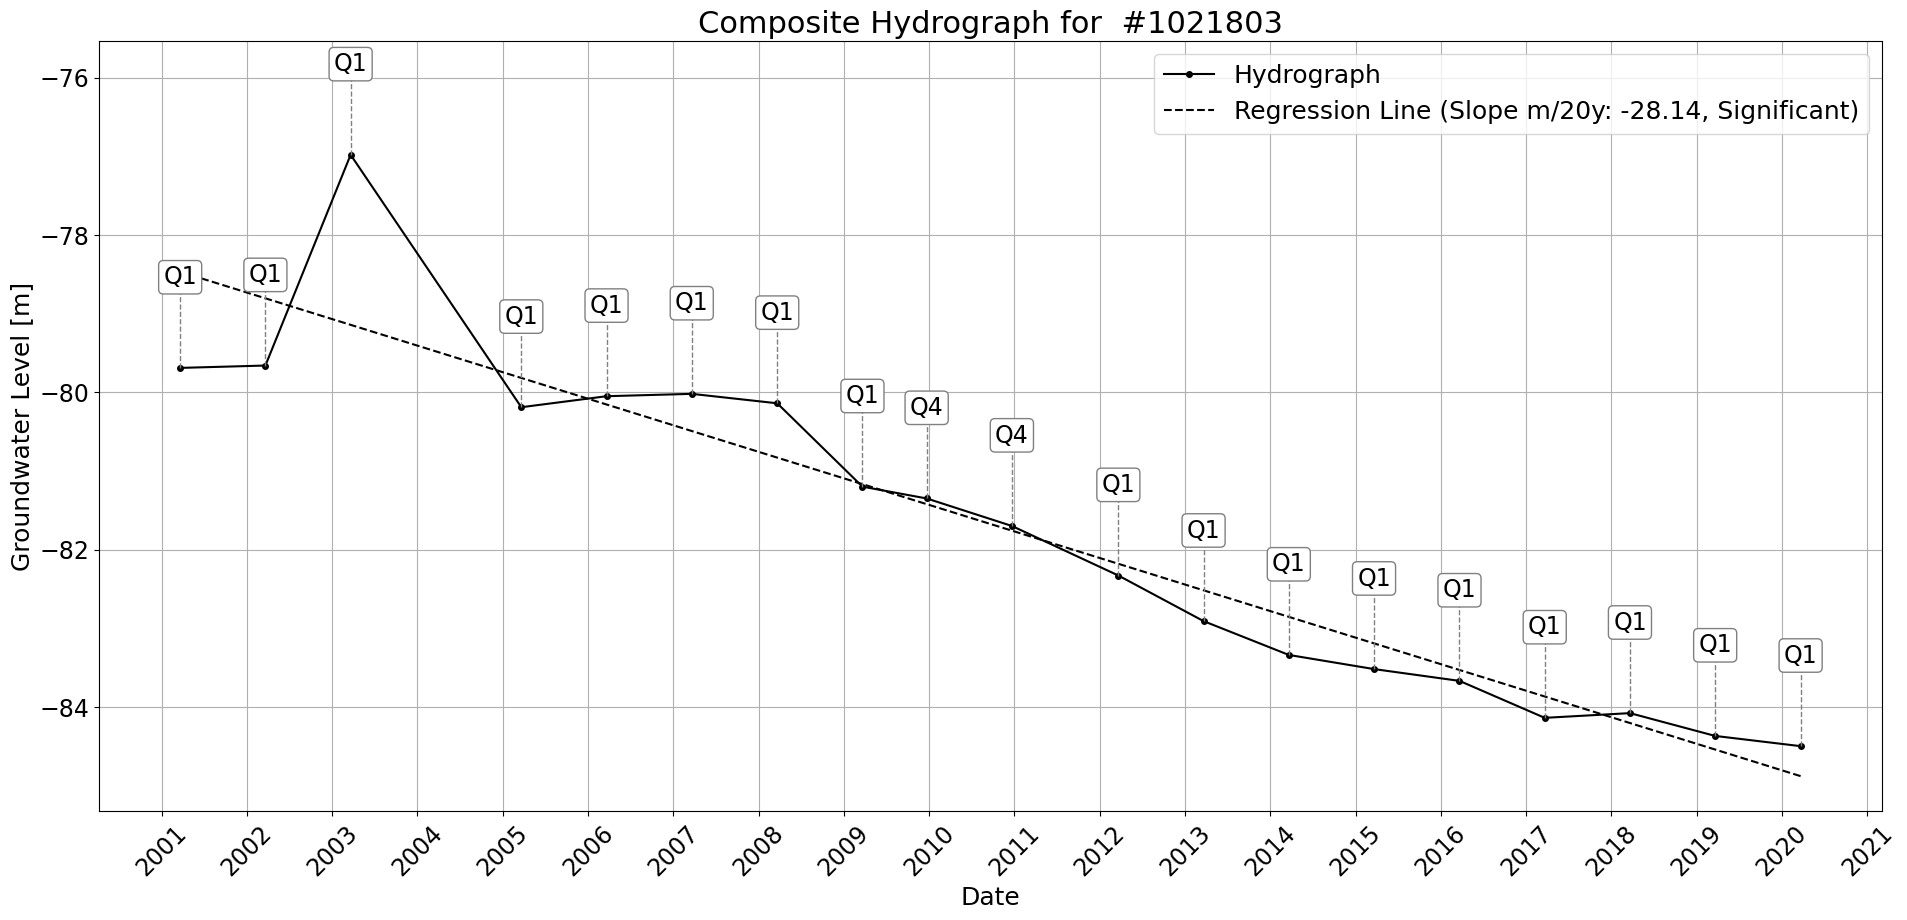 Composite Hydrograph for  #1021803
Hydrograph
Regression Line (Slope m/20y: -28.14, Significant)
Groundwater Level [m]
−76
−78
−80
−82
−84
Q1
Q1
Q1
Q1
Q1
Q1
Q1
Q1
Q4
Q4
Q1
Q1
Q1
Q1
Q1
Q1
Q1
Q1
Q1
2001
2002
2003
2004
2005
2006
2007
2008
2009
2010
2011
2012
2013
2014
2015
2016
2017
2018
2019
2020
2021
Date